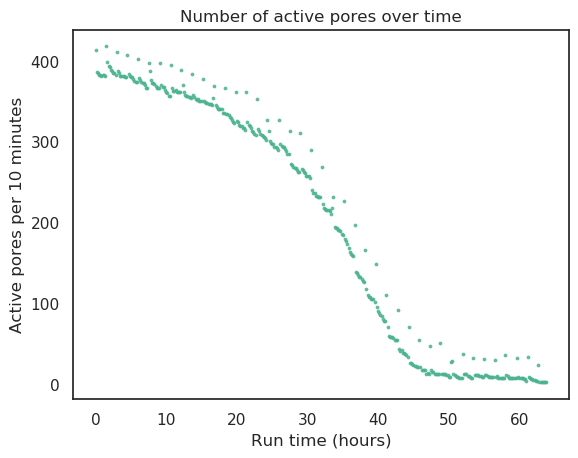 Number of active pores over time
Active pores per 10 minutes
400
300
200
100
0
0 10 20 30 40 50 60
Run time (hours)